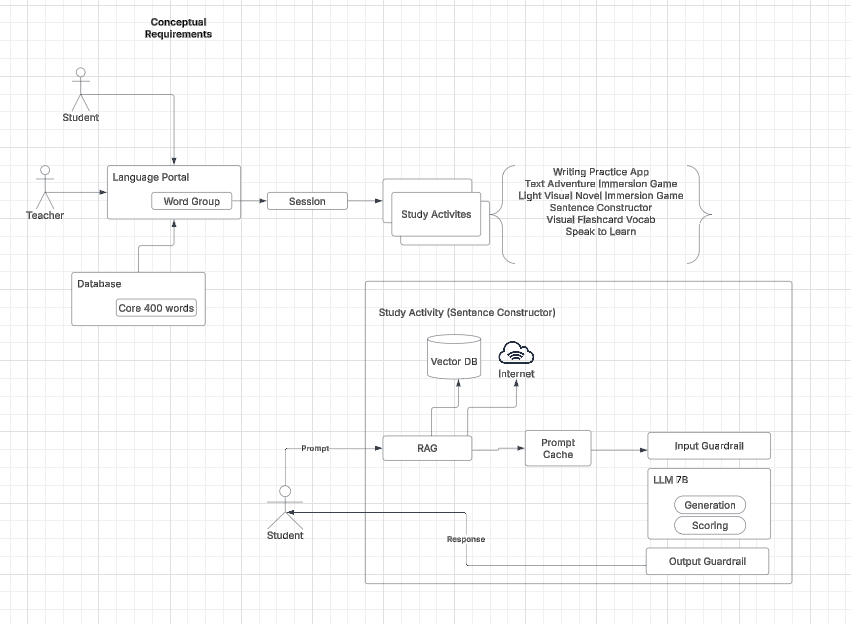 Conceptual
Requirements
Student
Teacher
Language Portal
Word Group
Session
Study Activites
Writing Practice App
Text Adventure Immersion Game
Light Visual Novel Immersion Game
Sentence Constructor
Visual Flashcard Vocab
Speak to Learn
Database
Core 400 words
Study Activity (Sentence Constructor)
Vector DB
Internet
Prompt
RAG
Prompt
Cache
Input Guardrail
LLM 7B
Generation
Scoring
Student
Response
Output Guardrail